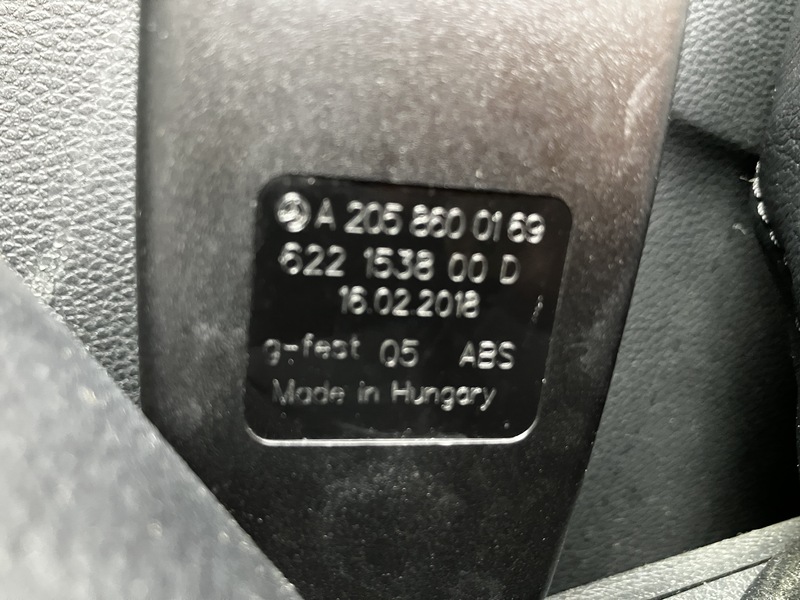 A 205 860 01 69
622 1538 00 D
16.02.2018
g-fest 05 ABS
Made in Hungary